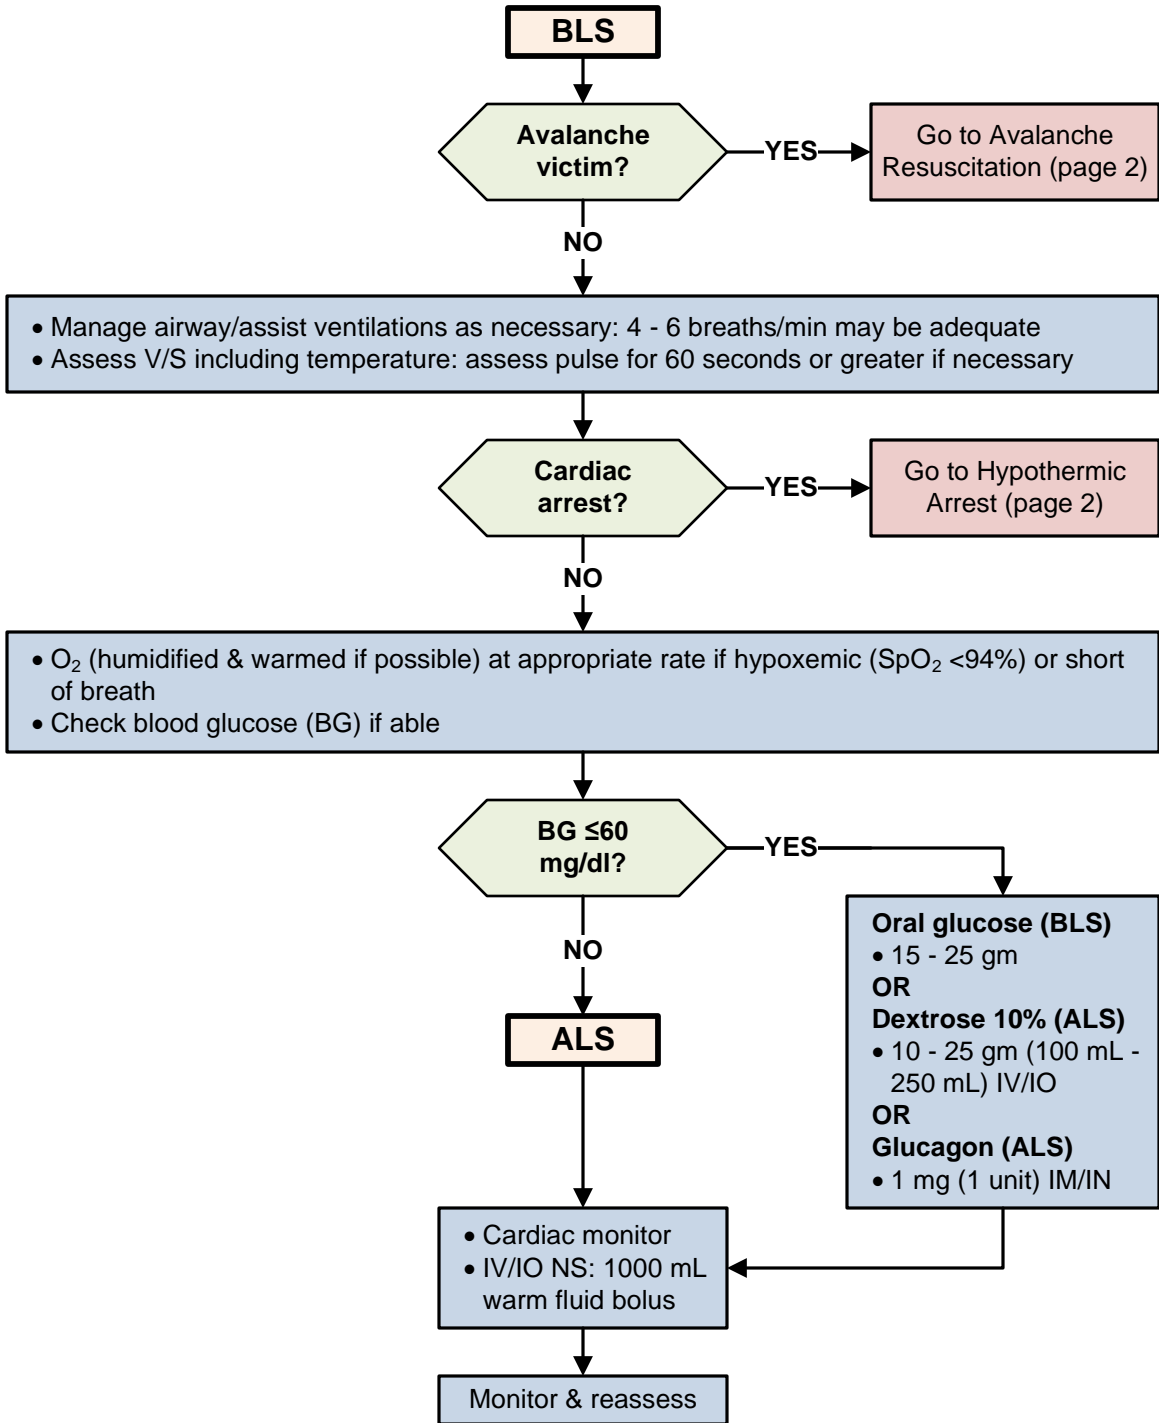 BLS
Avalanche
victim?
YES
Go to Avalanche
Resuscitation (page 2)
NO
• Manage airway/assist ventilations as necessary: 4 - 6 breaths/min may be adequate
• Assess V/S including temperature: assess pulse for 60 seconds or greater if necessary
Cardiac
arrest?
YES
Go to Hypothermic
Arrest (page 2)
NO
• O₂ (humidified & warmed if possible) at appropriate rate if hypoxemic (SpO₂ <94%) or short
of breath
• Check blood glucose (BG) if able
BG ≤60
mg/dl?
YES
Oral glucose (BLS)
• 15 - 25 gm
OR
Dextrose 10% (ALS)
• 10 - 25 gm (100 mL -
250 mL) IV/IO
OR
Glucagon (ALS)
• 1 mg (1 unit) IM/IN
NO
ALS
• Cardiac monitor
• IV/IO NS: 1000 mL
warm fluid bolus
Monitor & reassess